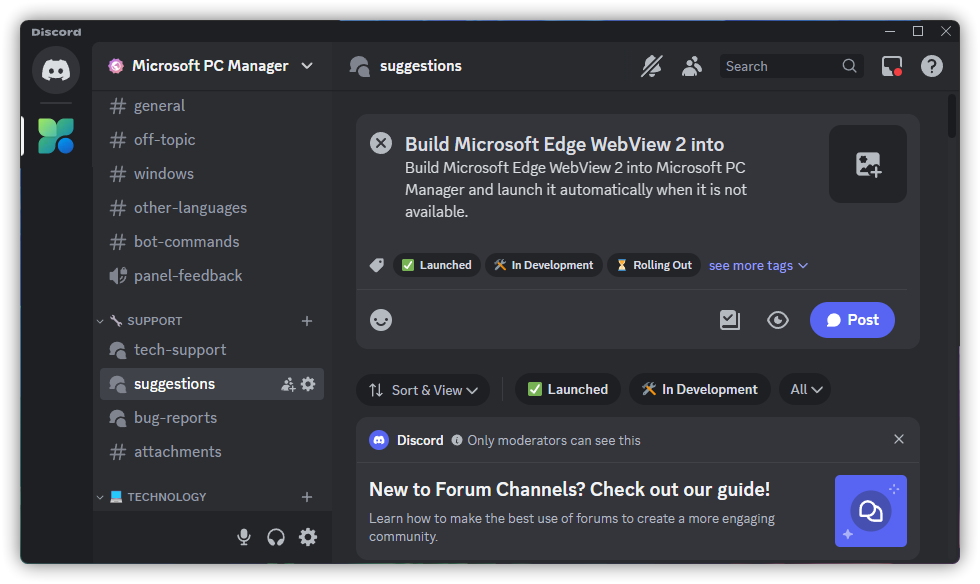 Discord
Microsoft PC Manager
general
off-topic
windows
other-languages
bot-commands
panel-feedback
SUPPORT
tech-support
suggestions
bug-reports
attachments
TECHNOLOGY
suggestions
Search
Build Microsoft Edge WebView 2 into
Build Microsoft Edge WebView 2 into Microsoft PC
Manager and launch it automatically when it is not
available.
Launched In Development Rolling Out see more tags
Post
Sort & View Launched In Development All
Discord Only moderators can see this
New to Forum Channels? Check out our guide!
Learn how to make the best use of forums to create a more engaging
community.